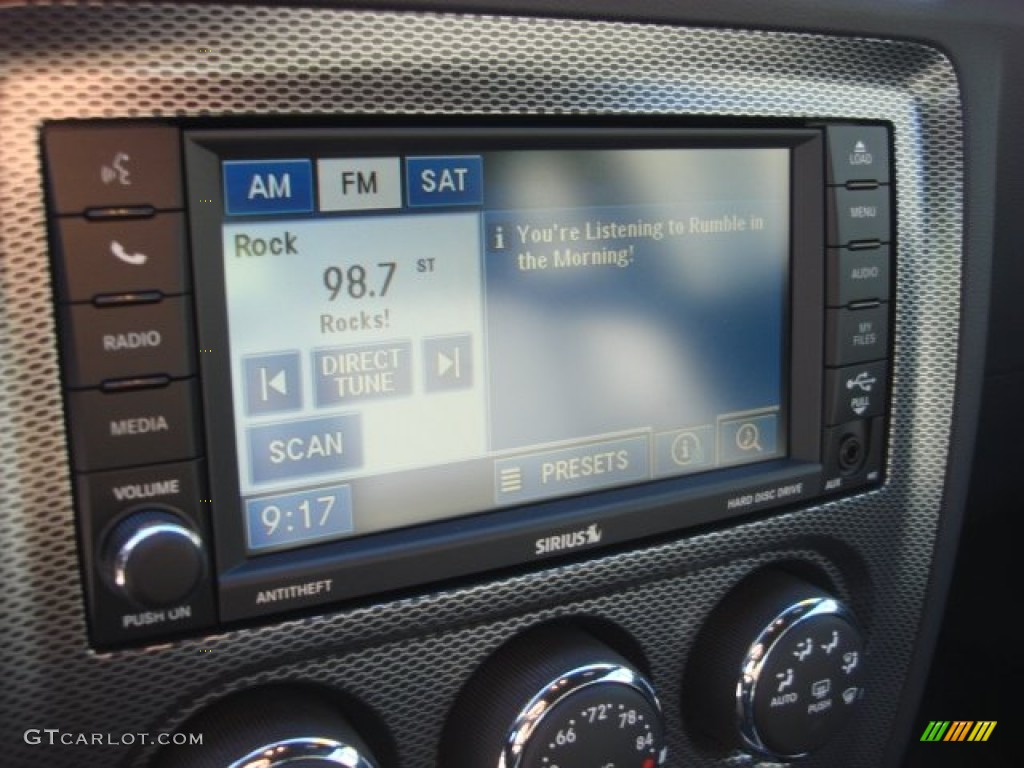 AM
FM
SAT
Rock
98.7 ST
Rocks!
DIRECT
TUNE
SCAN
9:17
i You're Listening to Rumble in
the Morning!
PRESETS
i
RADIO
MEDIA
VOLUME
PUSH ON
ANTITHEFT
SIRIUS
HARD DISC DRIVE
LOAD
MENU
AUDIO
MY
FILES
PULL
AUX
66
72
78
84
AUTO
PUSH
GTCARLOT.COM